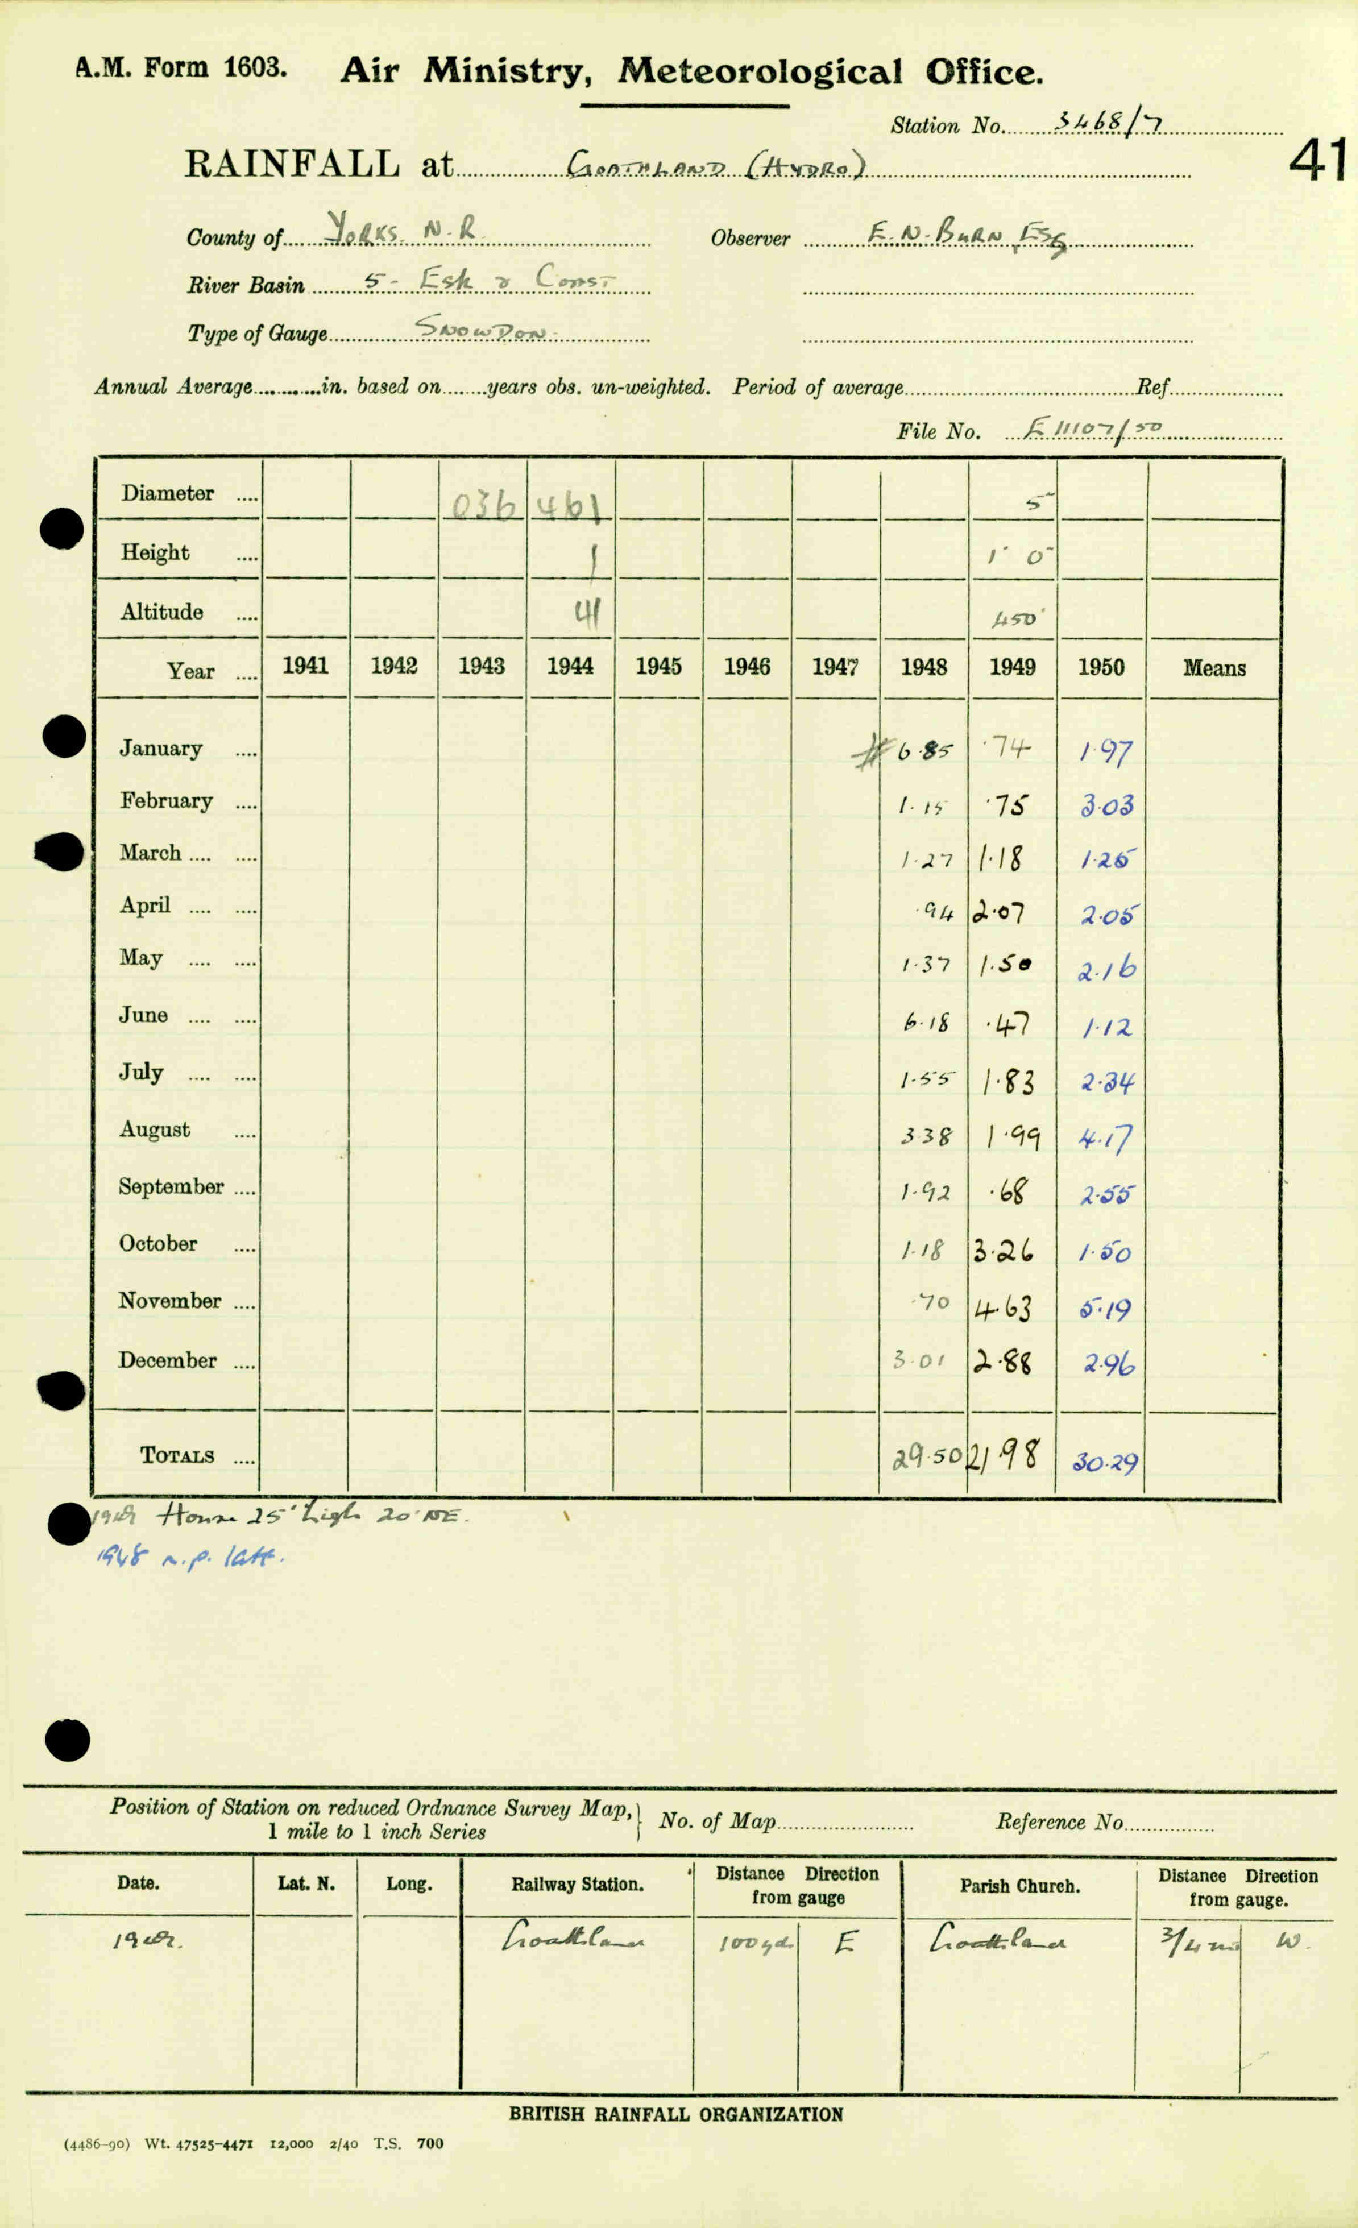 A.M. Form 1603. Air Ministry, Meteorological Office.
Station No. 3468/7
41
RAINFALL at GOATHLAND (HYDRO)
County of YORKS. N.R. Observer E.N. BURN, ESQ
River Basin 5 - ESK & COAST
Type of Gauge SNOWDON.
Annual Average in. based on years obs. un-weighted. Period of average Ref.
File No. E 11107/50
Diameter .... 036 461 5"
Height .... 1 1' 0"
Altitude .... 41 450'
Year .... 1941 1942 1943 1944 1945 1946 1947 1948 1949 1950 Means
January .... # 6.85 .74 1.97
February .... 1.15 .75 3.03
March .... .... 1.27 1.18 1.25
April .... .... .94 2.07 2.05
May .... .... 1.37 1.50 2.16
June .... .... 6.18 .47 1.12
July .... .... 1.55 1.83 2.34
August .... 3.38 1.99 4.17
September .... 1.92 .68 2.55
October .... 1.18 3.26 1.50
November .... .70 4.63 5.19
December .... 3.01 2.88 2.96
TOTALS .... 29.50 21.98 30.29
House 25' high 20' NE.
1948 n.p. late.
Position of Station on reduced Ordnance Survey Map, 1 mile to 1 inch Series } No. of Map Reference No.
Date. Lat. N. Long. Railway Station. Distance Direction from gauge Parish Church. Distance Direction from gauge.
Goathland 100 yds E Goathland 3/4 mi W.
BRITISH RAINFALL ORGANIZATION
(4486-90) Wt. 47525-4471 12,000 2/40 T.S. 700